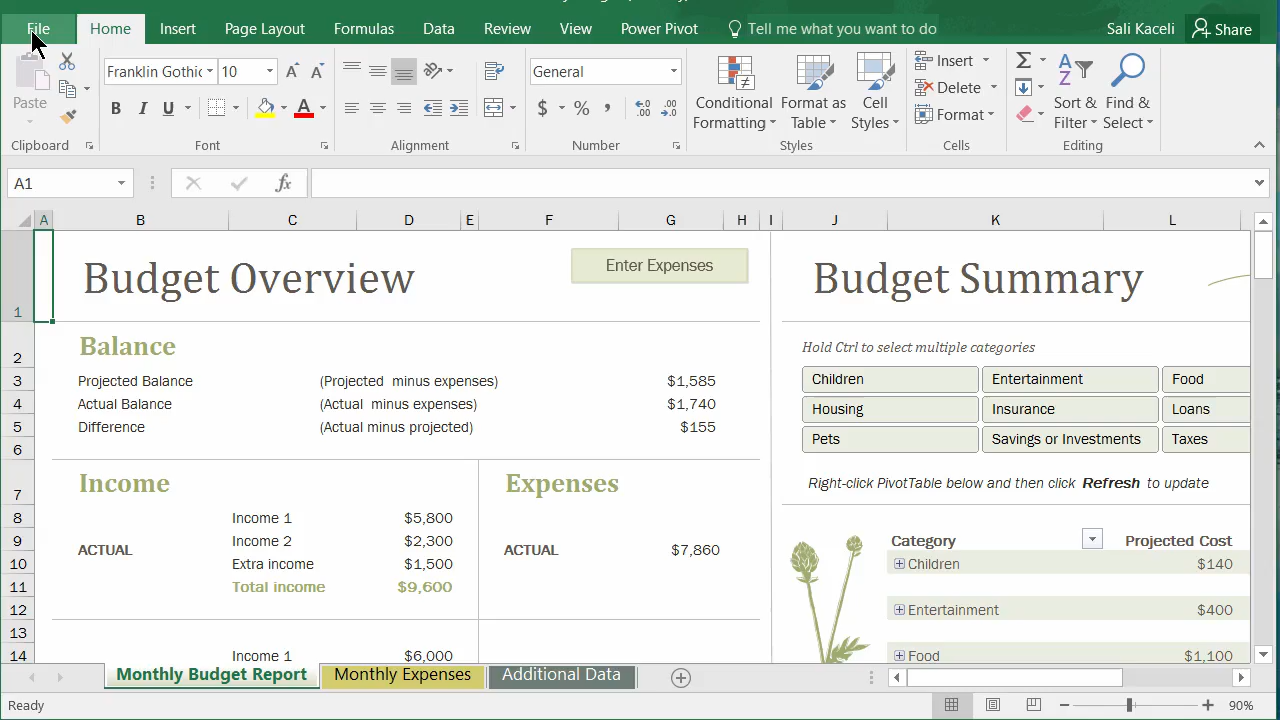 File Home Insert Page Layout Formulas Data Review View Power Pivot Tell me what you want to do Sali Kaceli Share
Franklin Gothic 10 General Insert
Paste Conditional Format as Cell Delete Sort & Find &
Formatting Table Styles Format Filter Select
Clipboard Font Alignment Number Styles Cells Editing
A1 fx
A B C D E F G H I J K L
1 Budget Overview Enter Expenses Budget Summary
2 Balance Hold Ctrl to select multiple categories
3 Projected Balance (Projected minus expenses) $1,585 Children Entertainment Food
4 Actual Balance (Actual minus expenses) $1,740 Housing Insurance Loans
5 Difference (Actual minus projected) $155 Pets Savings or Investments Taxes
6
7 Income Expenses Right-click PivotTable below and then click Refresh to update
8 Income 1 $5,800
9 ACTUAL Income 2 $2,300 ACTUAL $7,860 Category Projected Cost
10 Extra income $1,500 Children $140
11 Total income $9,600
12 Entertainment $400
13
14 Income 1 $6,000 Food $1,100
Monthly Budget Report Monthly Expenses Additional Data
Ready 90%